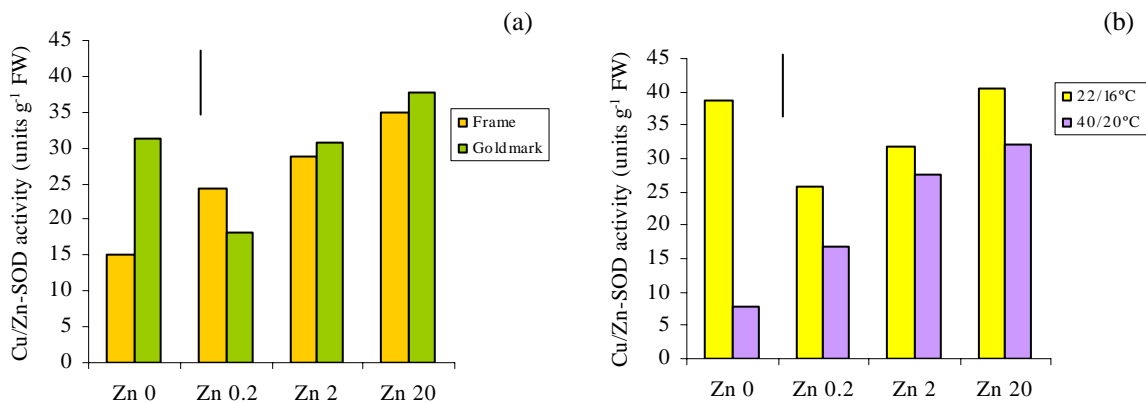 (a)
Cu/Zn-SOD activity (units g-1 FW)
45
40
35
30
25
20
15
10
5
0
Zn 0 Zn 0.2 Zn 2 Zn 20
Frame
Goldmark
(b)
Cu/Zn-SOD activity (units g-1 FW)
45
40
35
30
25
20
15
10
5
0
Zn 0 Zn 0.2 Zn 2 Zn 20
22/16°C
40/20°C